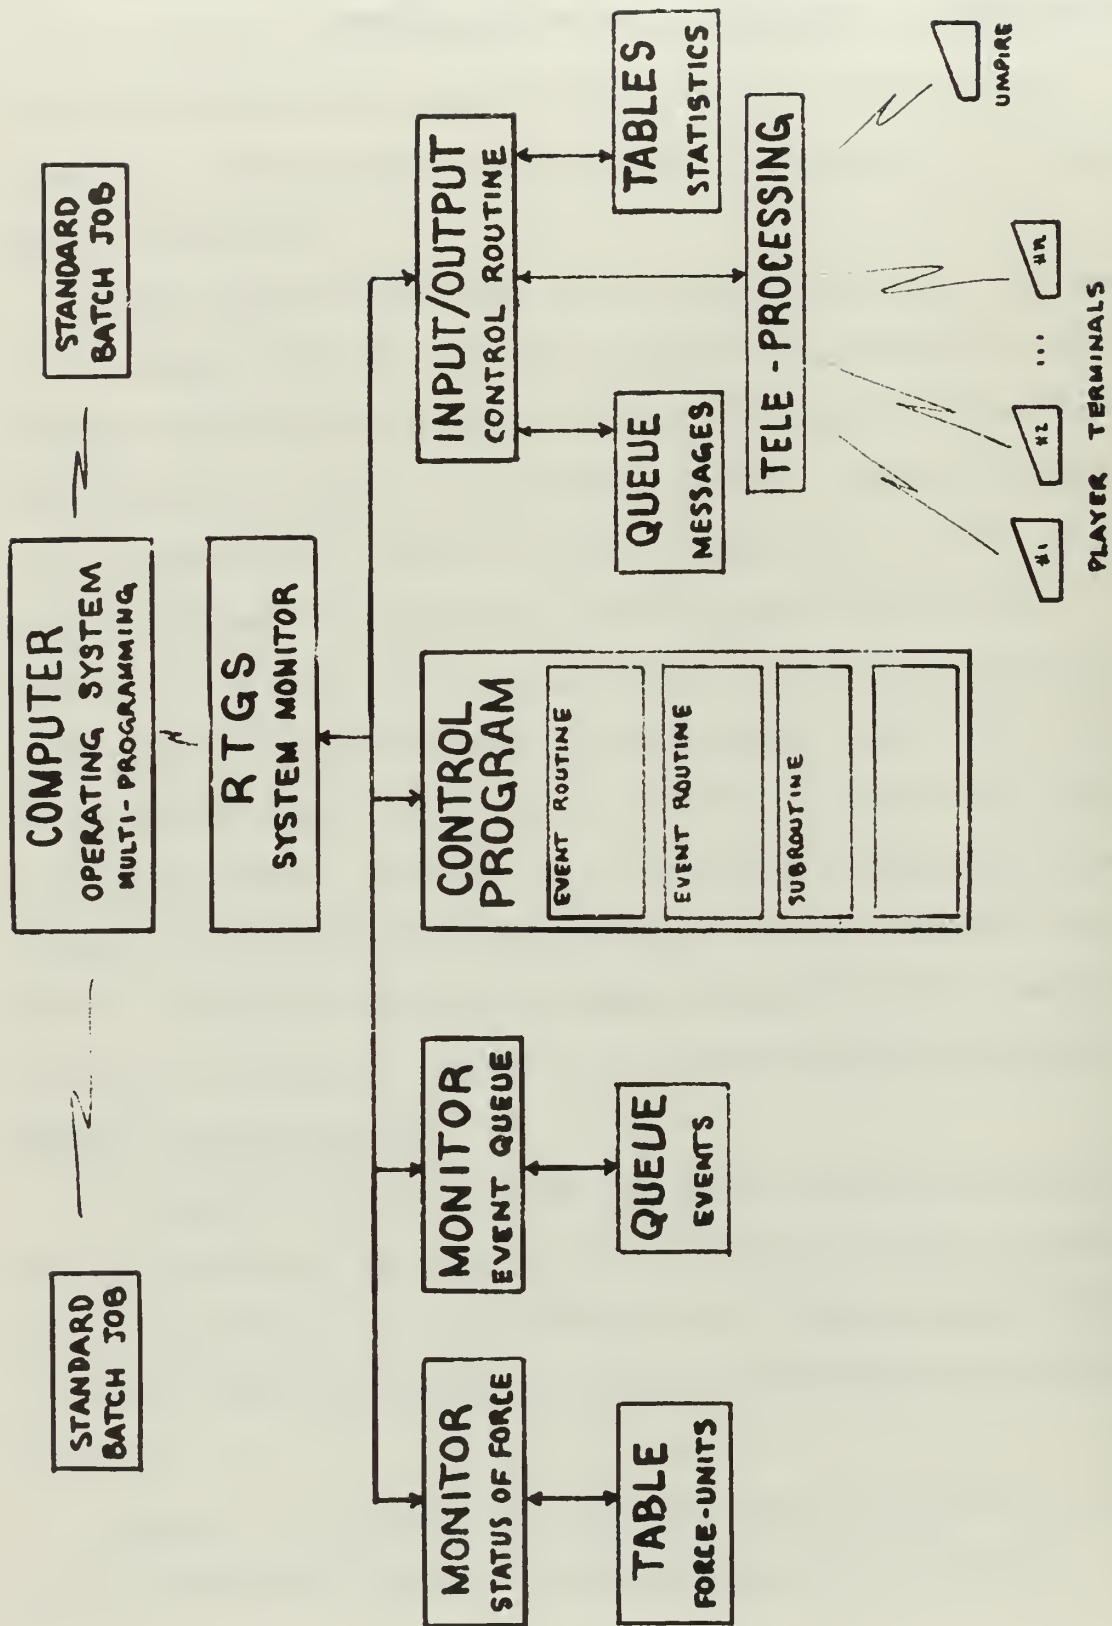 STANDARD
BATCH JOB
COMPUTER
OPERATING SYSTEM
MULTI-PROGRAMMING
STANDARD
BATCH JOB
RTGS
SYSTEM MONITOR
MONITOR
STATUS OF FORCE
MONITOR
EVENT QUEUE
CONTROL
PROGRAM
EVENT ROUTINE
EVENT ROUTINE
SUBROUTINE
INPUT/OUTPUT
CONTROL ROUTINE
TABLE
FORCE-UNITS
QUEUE
EVENTS
QUEUE
MESSAGES
TABLES
STATISTICS
TELE-PROCESSING
#1
#2
...
#n
PLAYER TERMINALS
UMPIRE